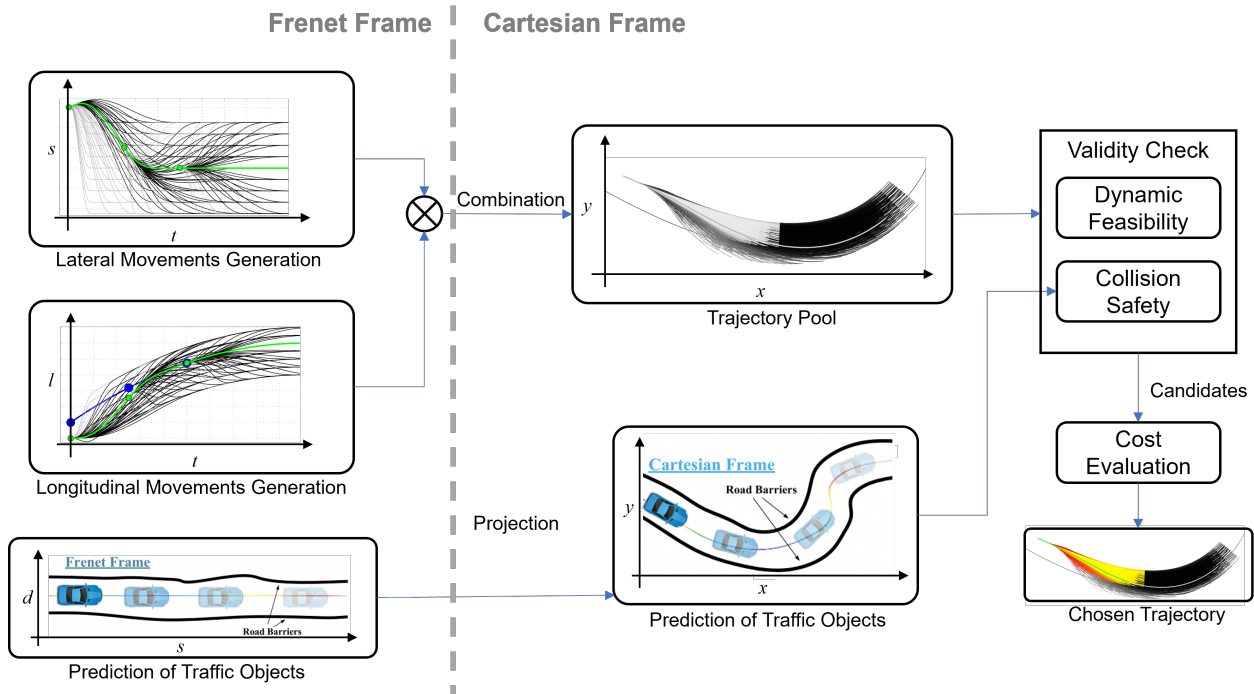 Frenet Frame
Cartesian Frame
s
t
Lateral Movements Generation
l
t
Longitudinal Movements Generation
Frenet Frame
d
Road Barriers
s
Prediction of Traffic Objects
Combination
Projection
y
x
Trajectory Pool
Cartesian Frame
Road Barriers
y
x
Prediction of Traffic Objects
Validity Check
Dynamic
Feasibility
Collision
Safety
Candidates
Cost
Evaluation
Chosen Trajectory